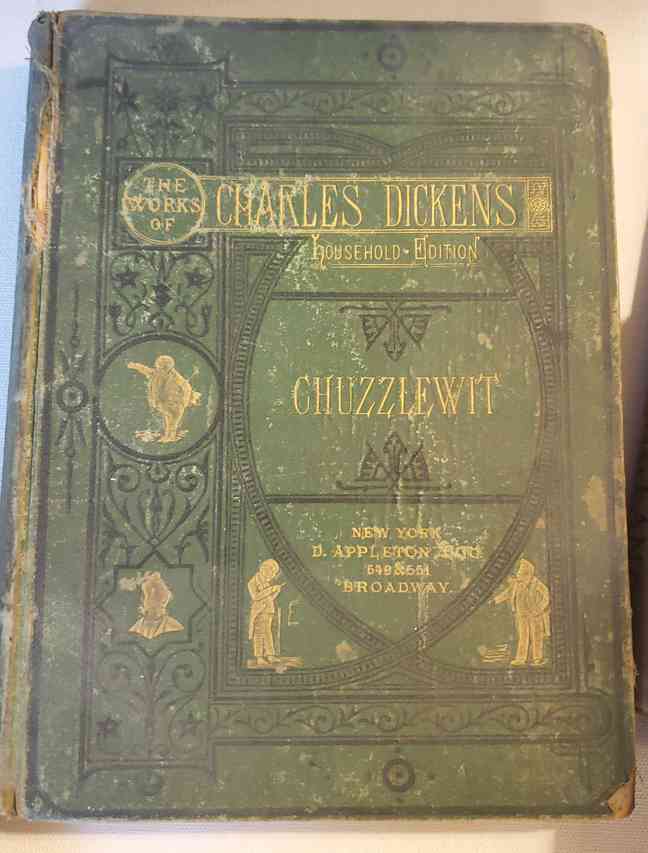 THE
WORKS
OF
CHARLES DICKENS
HOUSEHOLD-EDITION
CHUZZLEWIT
NEW YORK
D. APPLETON & CO.
549 & 551
BROADWAY.